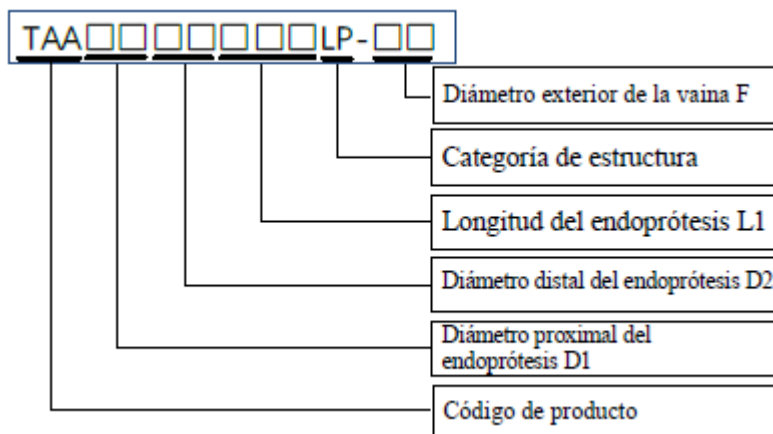 TAA□□□□□□□LP-□□
Diámetro exterior de la vaina F
Categoría de estructura
Longitud del endoprótesis L1
Diámetro distal del endoprótesis D2
Diámetro proximal del
endoprótesis D1
Código de producto